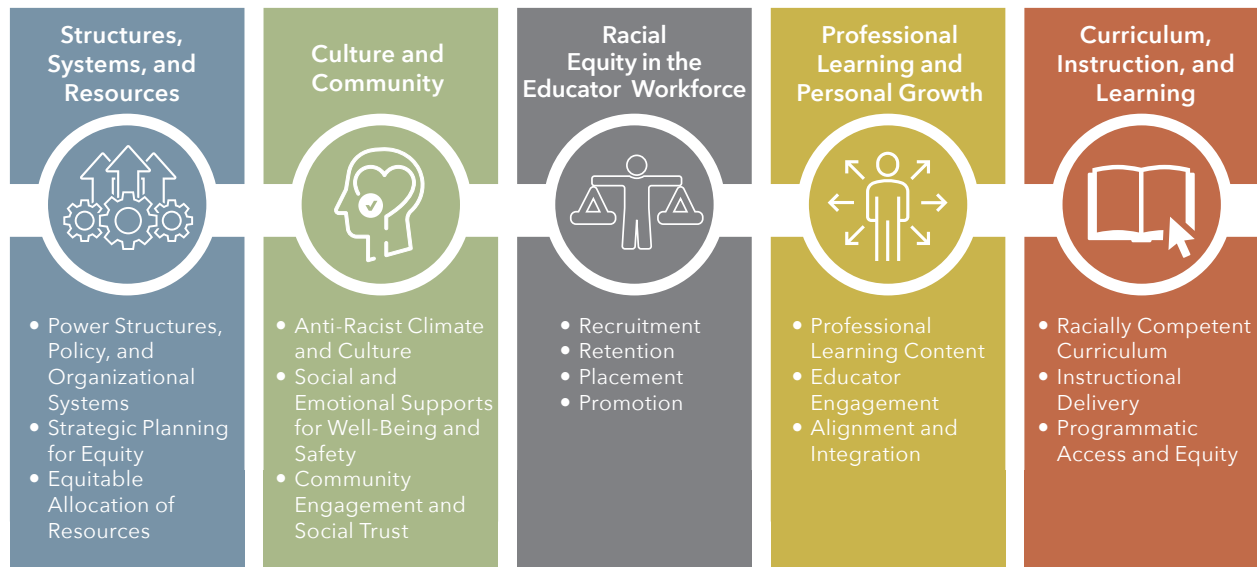 Structures,
Systems, and
Resources
• Power Structures,
Policy, and
Organizational
Systems
• Strategic Planning
for Equity
• Equitable
Allocation of
Resources
Culture and
Community
• Anti-Racist Climate
and Culture
• Social and
Emotional Supports
for Well-Being and
Safety
• Community
Engagement and
Social Trust
Racial
Equity in the
Educator Workforce
• Recruitment
• Retention
• Placement
• Promotion
Professional
Learning and
Personal Growth
• Professional
Learning Content
• Educator
Engagement
• Alignment and
Integration
Curriculum,
Instruction, and
Learning
• Racially Competent
Curriculum
• Instructional
Delivery
• Programmatic
Access and Equity